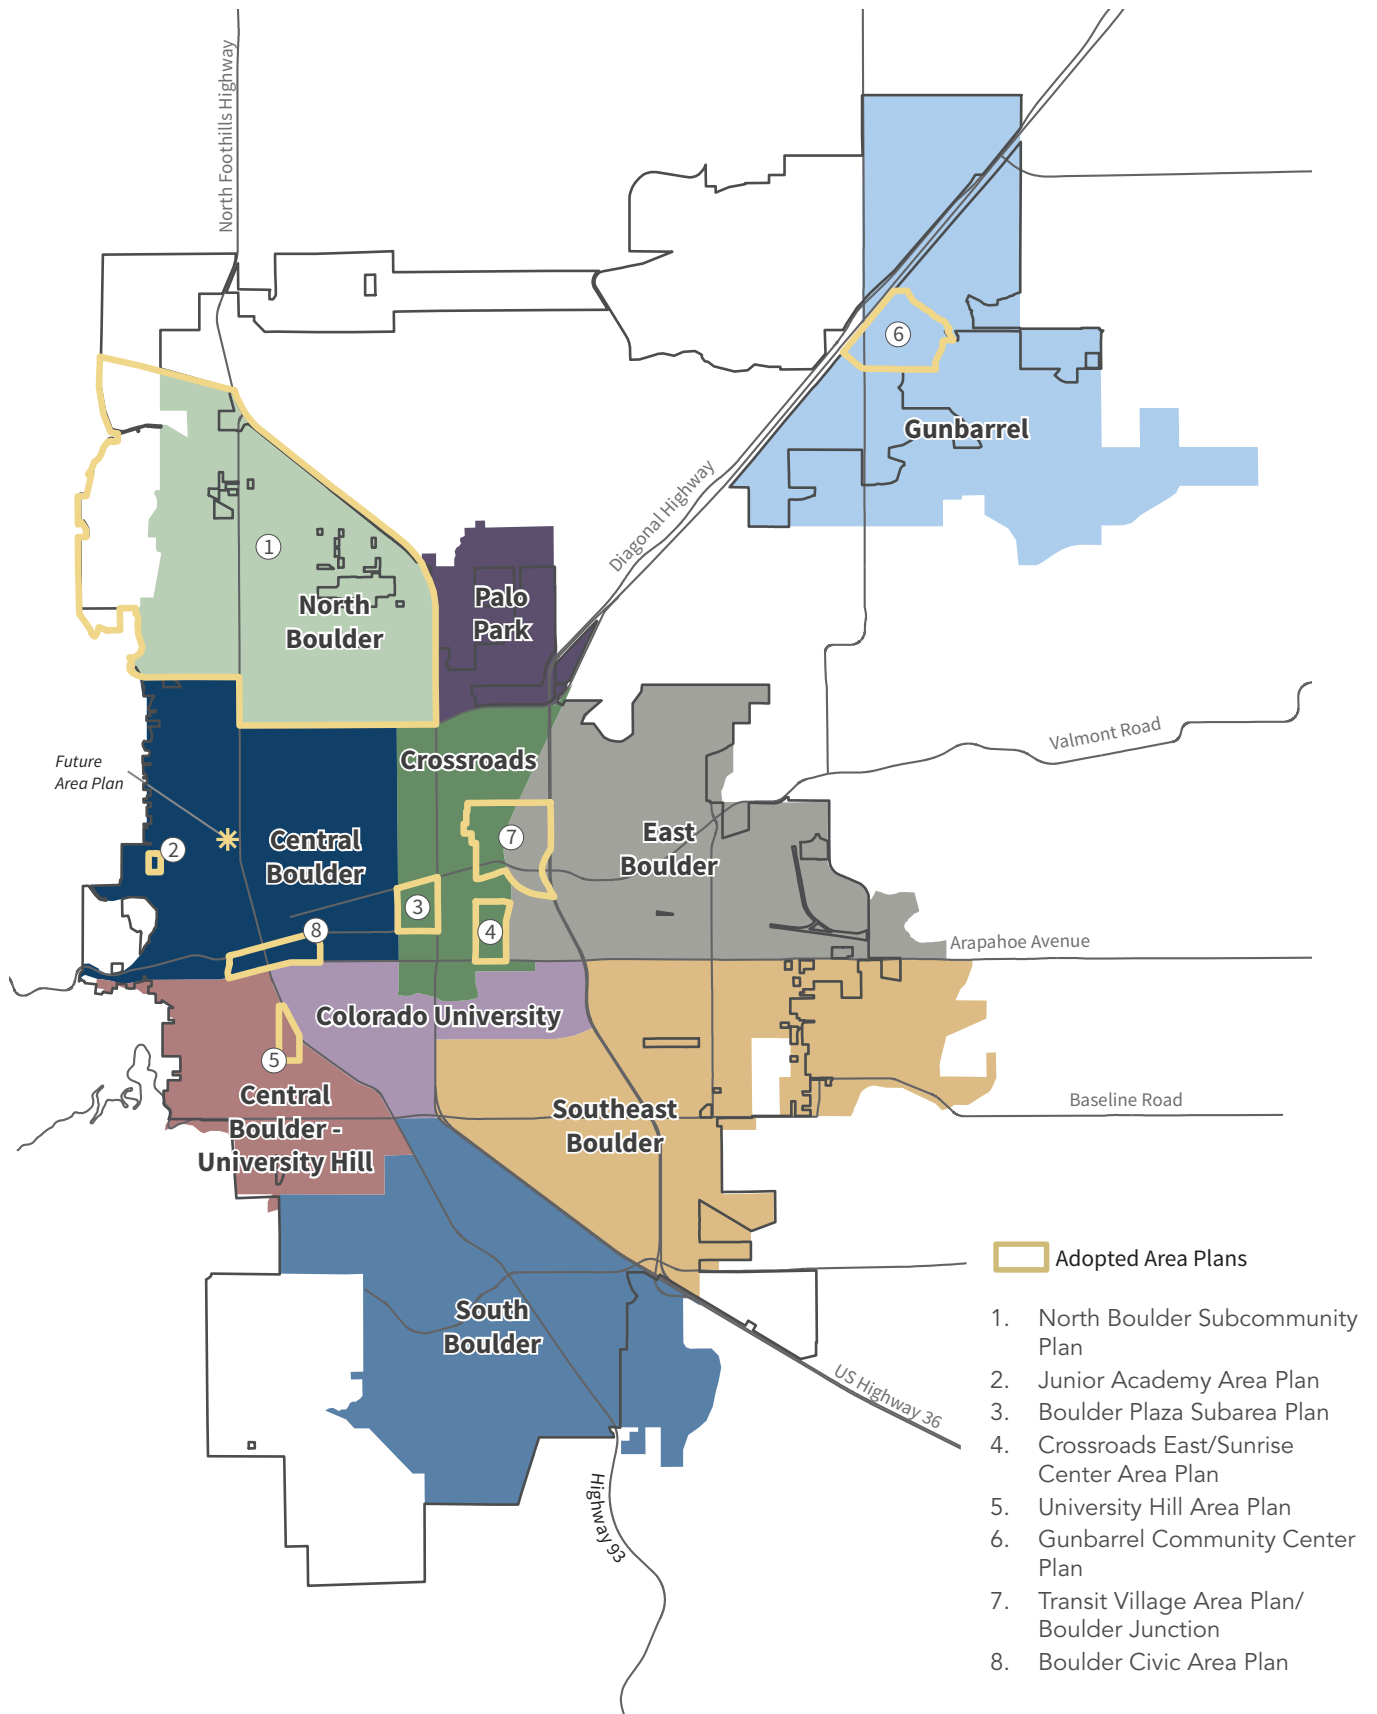 North Foothills Highway
6
Gunbarrel
Diagonal Highway
1
North
Boulder
Palo
Park
Future
Area Plan
Crossroads
Valmont Road
2
Central
Boulder
7
East
Boulder
3
4
8
Arapahoe Avenue
Colorado University
5
Central
Boulder -
University Hill
Southeast
Boulder
Baseline Road
South
Boulder
US Highway 36
Highway 93
Adopted Area Plans
1. North Boulder Subcommunity
Plan
2. Junior Academy Area Plan
3. Boulder Plaza Subarea Plan
4. Crossroads East/Sunrise
Center Area Plan
5. University Hill Area Plan
6. Gunbarrel Community Center
Plan
7. Transit Village Area Plan/
Boulder Junction
8. Boulder Civic Area Plan